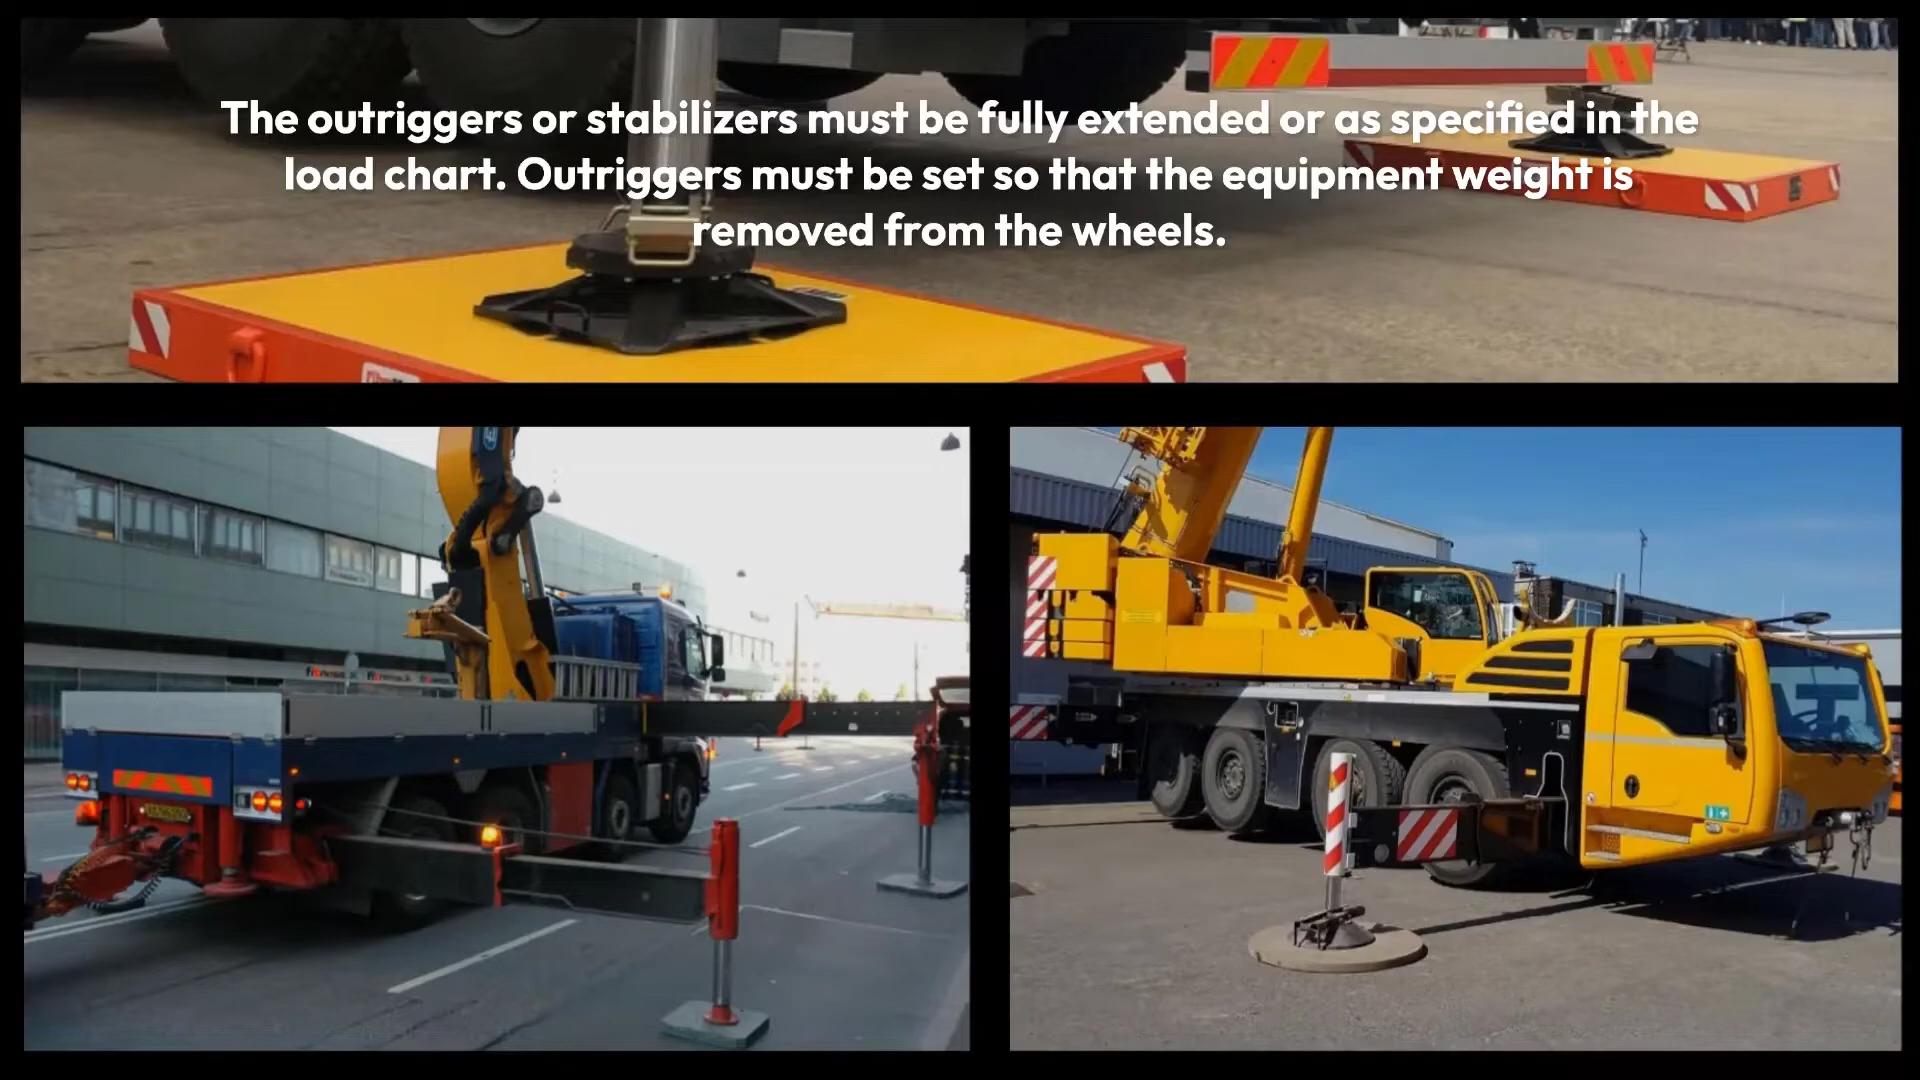 The outriggers or stabilizers must be fully extended or as specified in the
load chart. Outriggers must be set so that the equipment weight is
removed from the wheels.